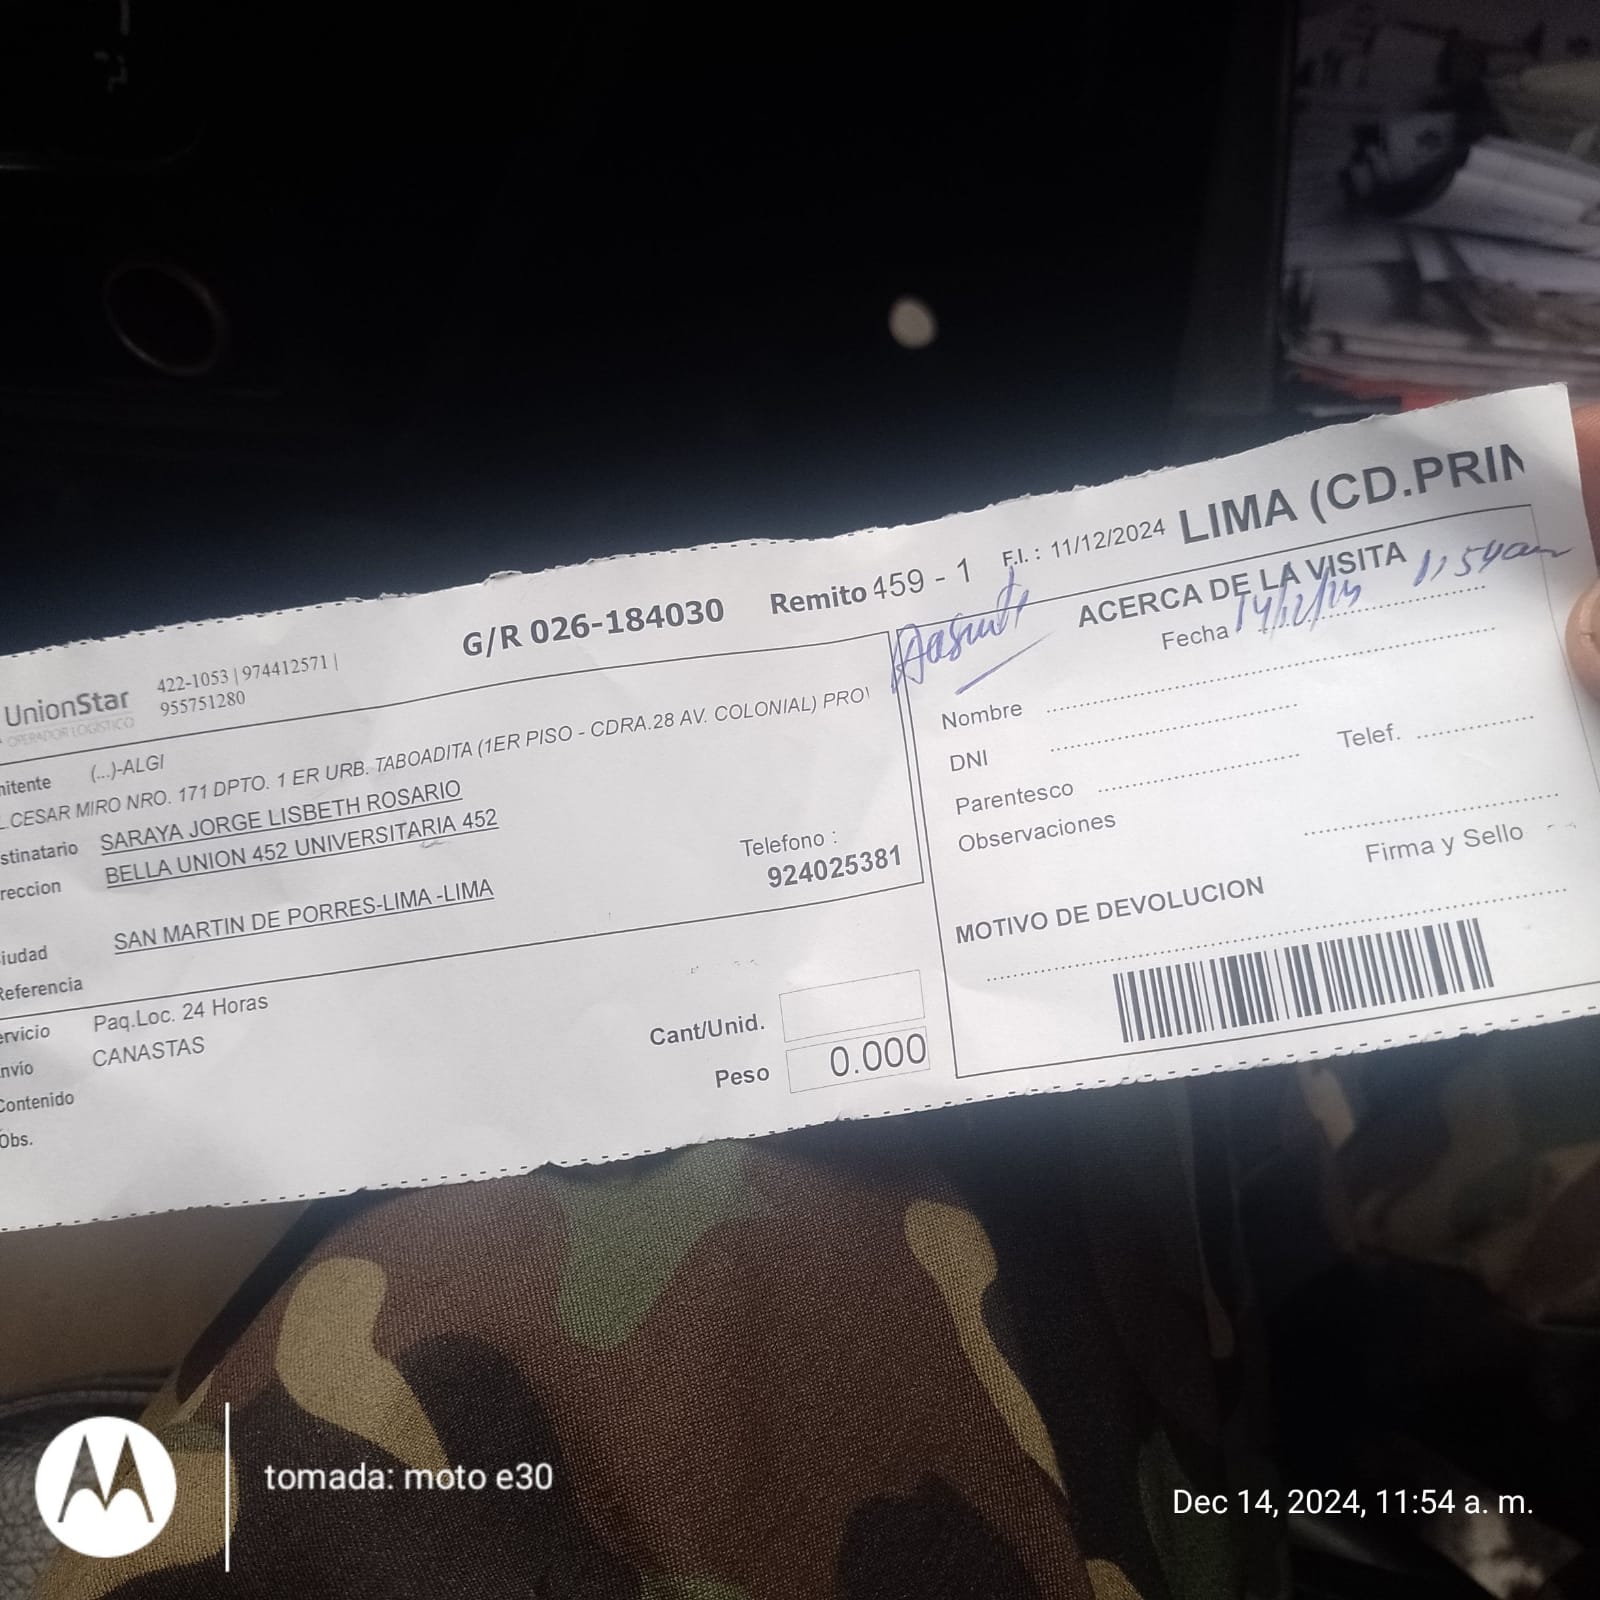 G/R 026-184030
Remito 459 - 1
F.I. : 11/12/2024
LIMA (CD.PRIN
UnionStar
OPERADOR LOGÍSTICO
422-1053 | 974412571 |
955751280
mitente (...)-ALGI
L.CESAR MIRO NRO. 171 DPTO. 1 ER URB. TABOADITA (1ER PISO - CDRA.28 AV. COLONIAL) PRO
stinatario SARAYA JORGE LISBETH ROSARIO
reccion BELLA UNION 452 UNIVERSITARIA 452
Telefono :
924025381
iudad SAN MARTIN DE PORRES-LIMA -LIMA
Referencia
ervicio Paq.Loc. 24 Horas
nvío CANASTAS
Contenido
Obs.
Cant/Unid.
Peso 0.000
ACERCA DE LA VISITA
Fecha 14/12/24 11:54am
Nombre
DNI
Telef.
Parentesco
Observaciones
Firma y Sello
MOTIVO DE DEVOLUCION
tomada: moto e30
Dec 14, 2024, 11:54 a. m.